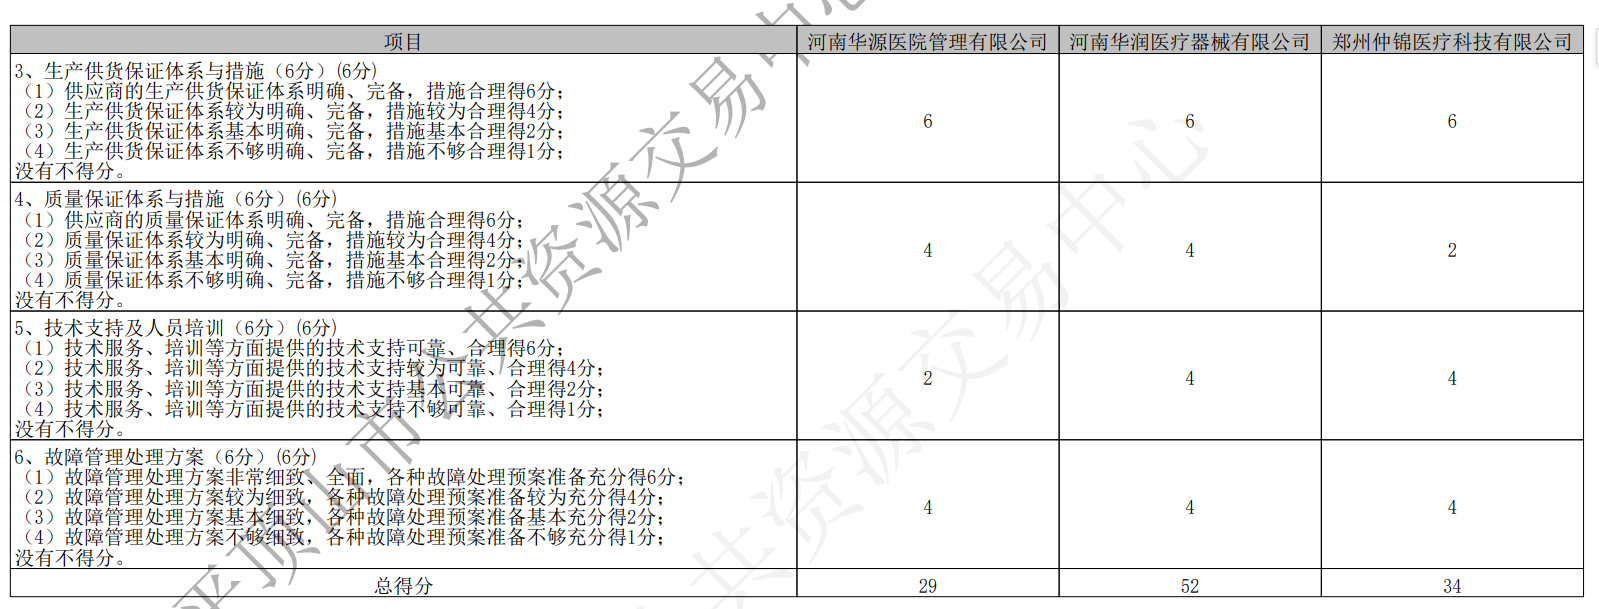 项目 河南华源医院管理有限公司 河南华润医疗器械有限公司 郑州仲锦医疗科技有限公司
3、生产供货保证体系与措施（6分）(6分)
（1）供应商的生产供货保证体系明确、完备，措施合理得6分；
（2）生产供货保证体系较为明确、完备，措施较为合理得4分；
（3）生产供货保证体系基本明确、完备，措施基本合理得2分；
（4）生产供货保证体系不够明确、完备，措施不够合理得1分；
没有不得分。
6 6 6
4、质量保证体系与措施（6分）(6分)
（1）供应商的质量保证体系明确、完备，措施合理得6分；
（2）质量保证体系较为明确、完备，措施较为合理得4分；
（3）质量保证体系基本明确、完备，措施基本合理得2分；
（4）质量保证体系不够明确、完备，措施不够合理得1分；
没有不得分。
4 4 2
5、技术支持及人员培训（6分）(6分)
（1）技术服务、培训等方面提供的技术支持可靠、合理得6分；
（2）技术服务、培训等方面提供的技术支持较为可靠、合理得4分；
（3）技术服务、培训等方面提供的技术支持基本可靠、合理得2分；
（4）技术服务、培训等方面提供的技术支持不够可靠、合理得1分；
没有不得分。
2 4 4
6、故障管理处理方案（6分）(6分)
（1）故障管理处理方案非常细致、全面，各种故障处理预案准备充分得6分；
（2）故障管理处理方案较为细致，各种故障处理预案准备较为充分得4分；
（3）故障管理处理方案基本细致，各种故障处理预案准备基本充分得2分；
（4）故障管理处理方案不够细致，各种故障处理预案准备不够充分得1分；
没有不得分。
4 4 4
总得分 29 52 34
平顶山市公共资源交易中心
共资源交易中心